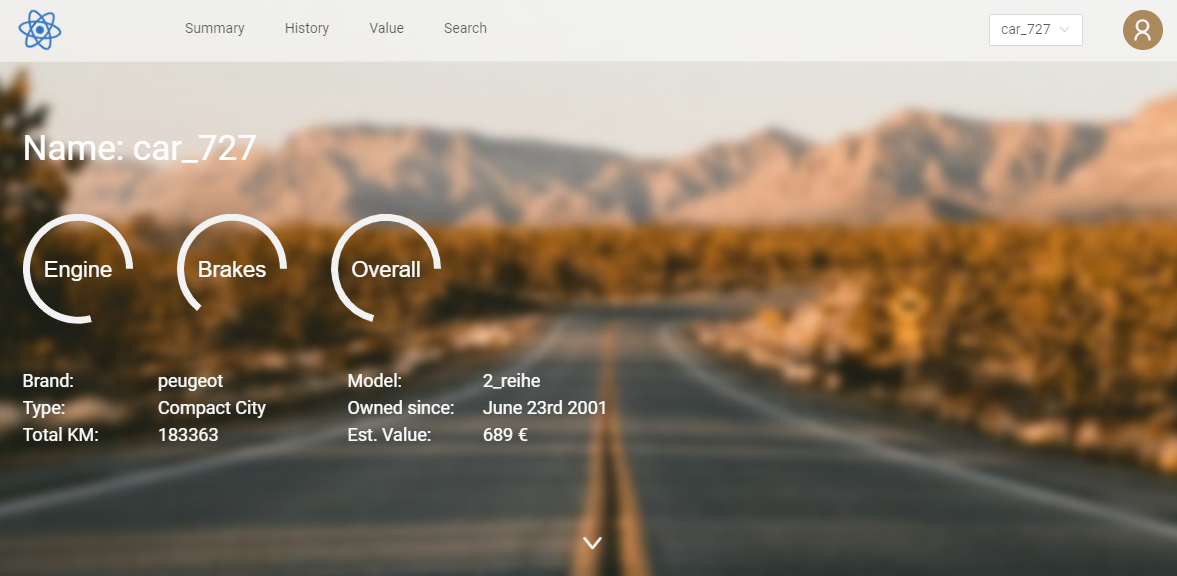 Summary History Value Search car_727
Name: car_727
Engine Brakes Overall
Brand: peugeot Model: 2_reihe
Type: Compact City Owned since: June 23rd 2001
Total KM: 183363 Est. Value: 689 €